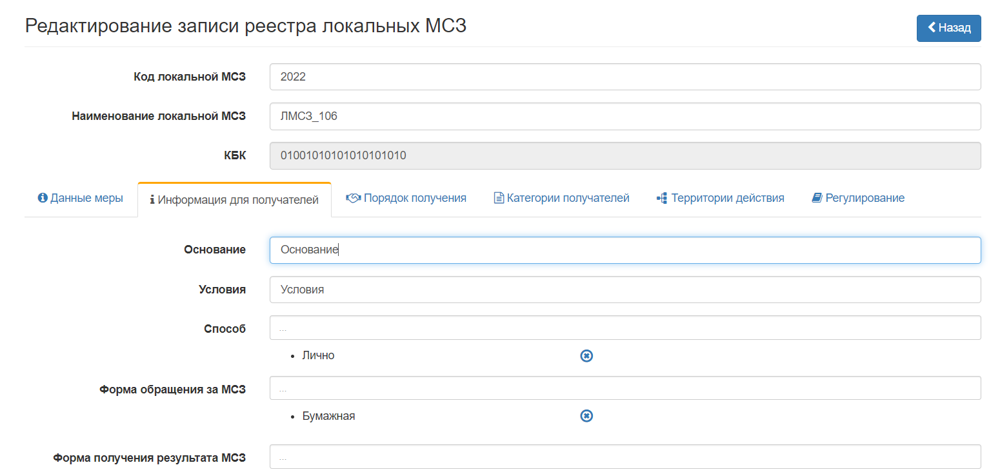 Редактирование записи реестра локальных МСЗ
Назад
Код локальной МСЗ 2022
Наименование локальной МСЗ ЛМСЗ_106
КБК 01001010101010101010
Данные меры Информация для получателей Порядок получения Категории получателей Территории действия Регулирование
Основание Основание
Условия Условия
Способ ...
• Лично
Форма обращения за МСЗ ...
• Бумажная
Форма получения результата МСЗ ...